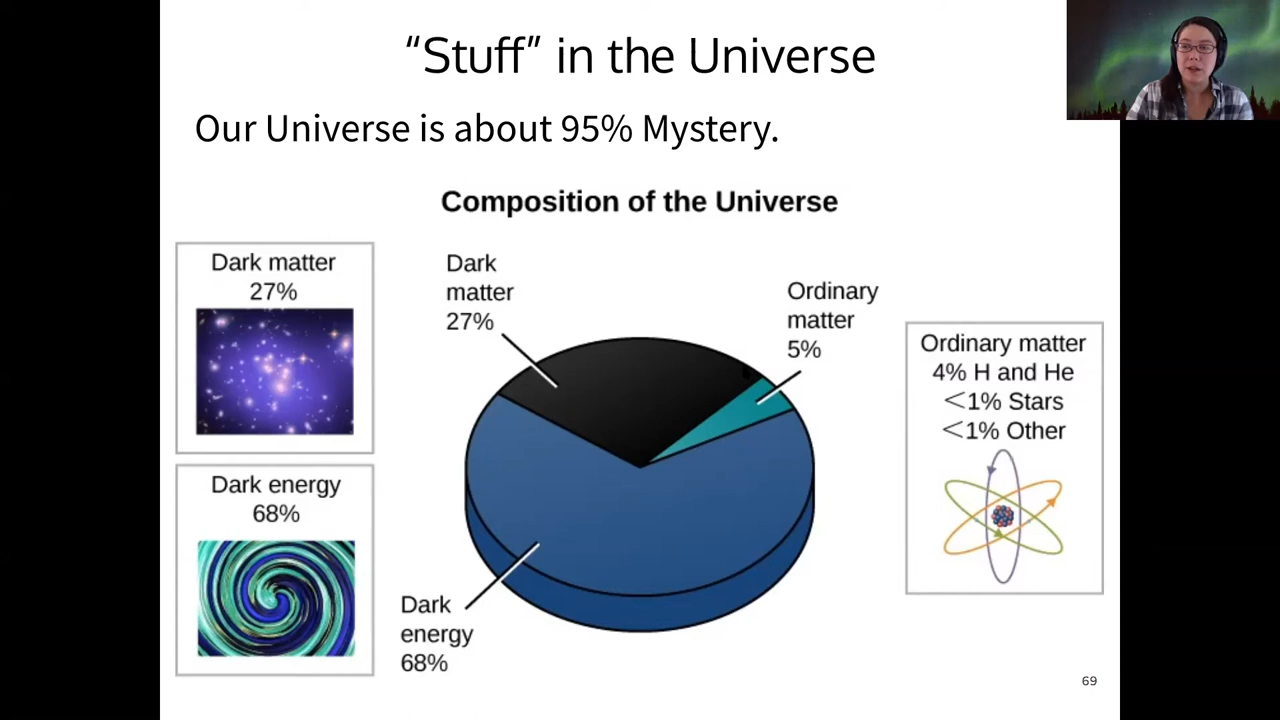 “Stuff” in the Universe
Our Universe is about 95% Mystery.
Composition of the Universe
Dark matter
27%
Dark energy
68%
Dark
matter
27%
Ordinary
matter
5%
Dark
energy
68%
Ordinary matter
4% H and He
<1% Stars
<1% Other
69